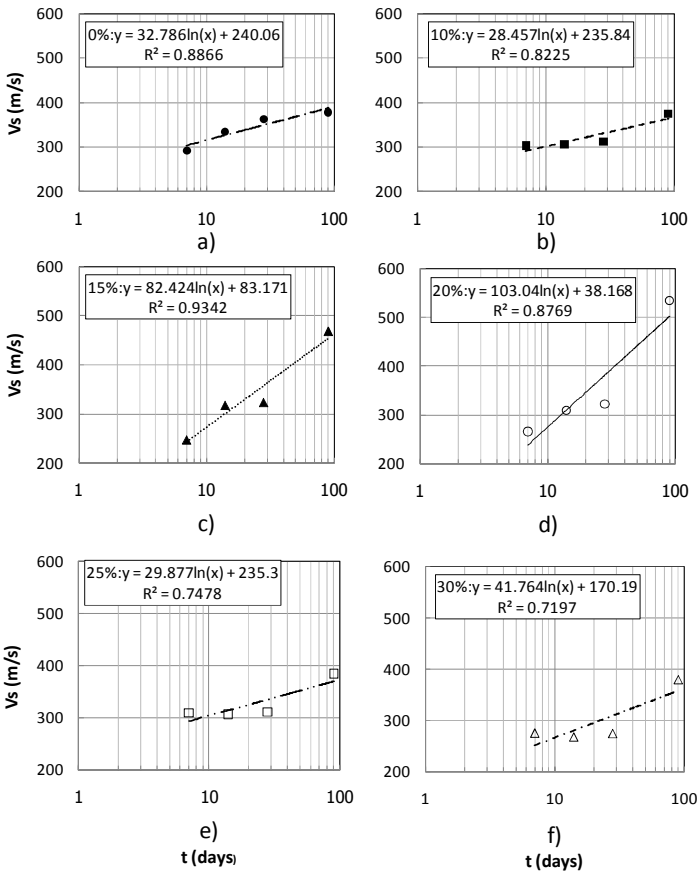 600
500
400
300
200
Vs (m/s)
0%:y = 32.786ln(x) + 240.06
R² = 0.8866
1 10 100
a)
600
500
400
300
200
10%:y = 28.457ln(x) + 235.84
R² = 0.8225
1 10 100
b)
600
500
400
300
200
Vs (m/s)
15%:y = 82.424ln(x) + 83.171
R² = 0.9342
1 10 100
c)
600
500
400
300
200
20%:y = 103.04ln(x) + 38.168
R² = 0.8769
1 10 100
d)
600
500
400
300
200
Vs (m/s)
25%:y = 29.877ln(x) + 235.3
R² = 0.7478
1 10 100
e)
t (days)
600
500
400
300
200
30%:y = 41.764ln(x) + 170.19
R² = 0.7197
1 10 100
f)
t (days)